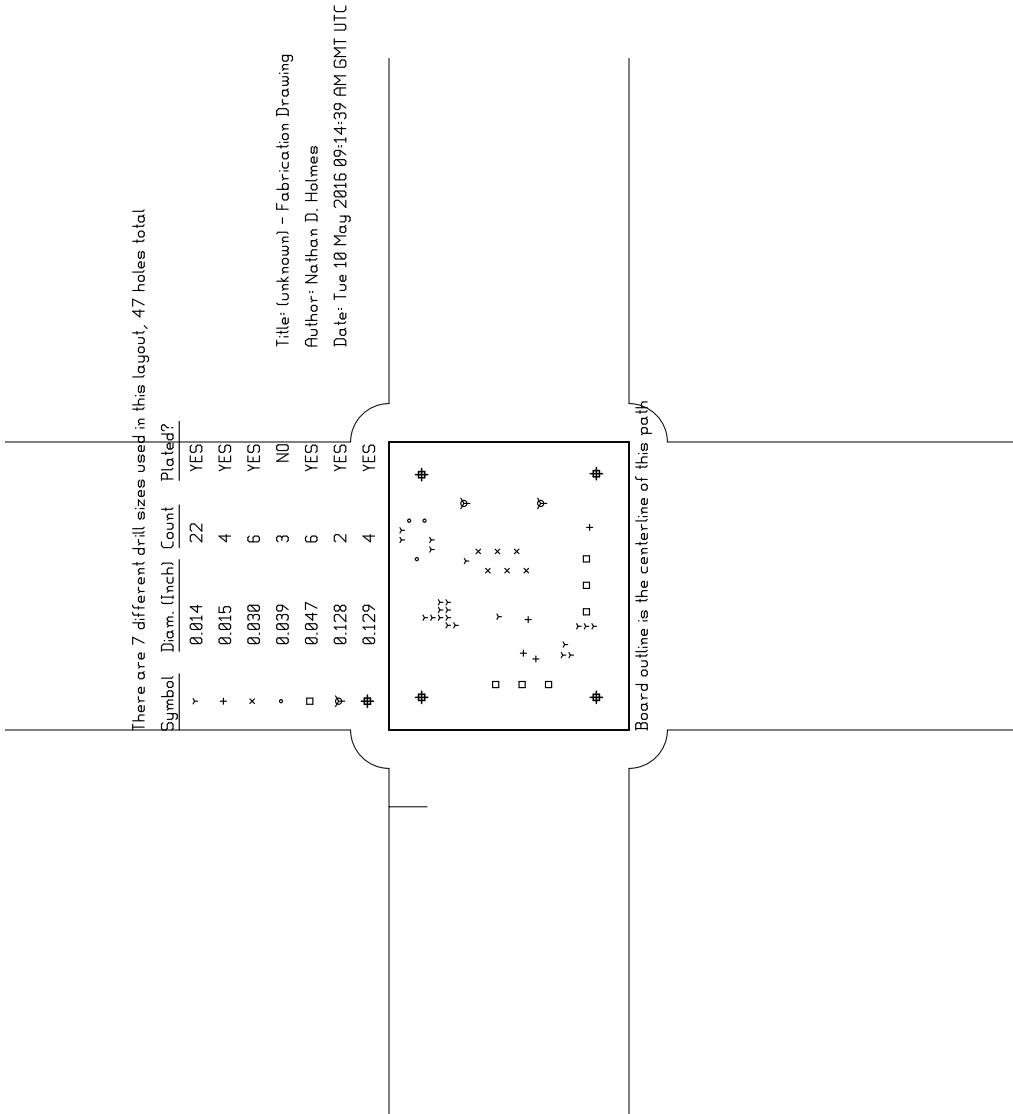 There are 7 different drill sizes used in this layout, 47 holes total
Symbol Diam. (Inch) Count Plated?
0.014 22 YES
0.015 4 YES
0.030 6 YES
0.039 3 NO
0.047 6 YES
0.128 2 YES
0.129 4 YES
Title: (unknown) - Fabrication Drawing
Author: Nathan D. Holmes
Date: Tue 10 May 2016 09:14:39 AM GMT UTC
Board outline is the centerline of this path